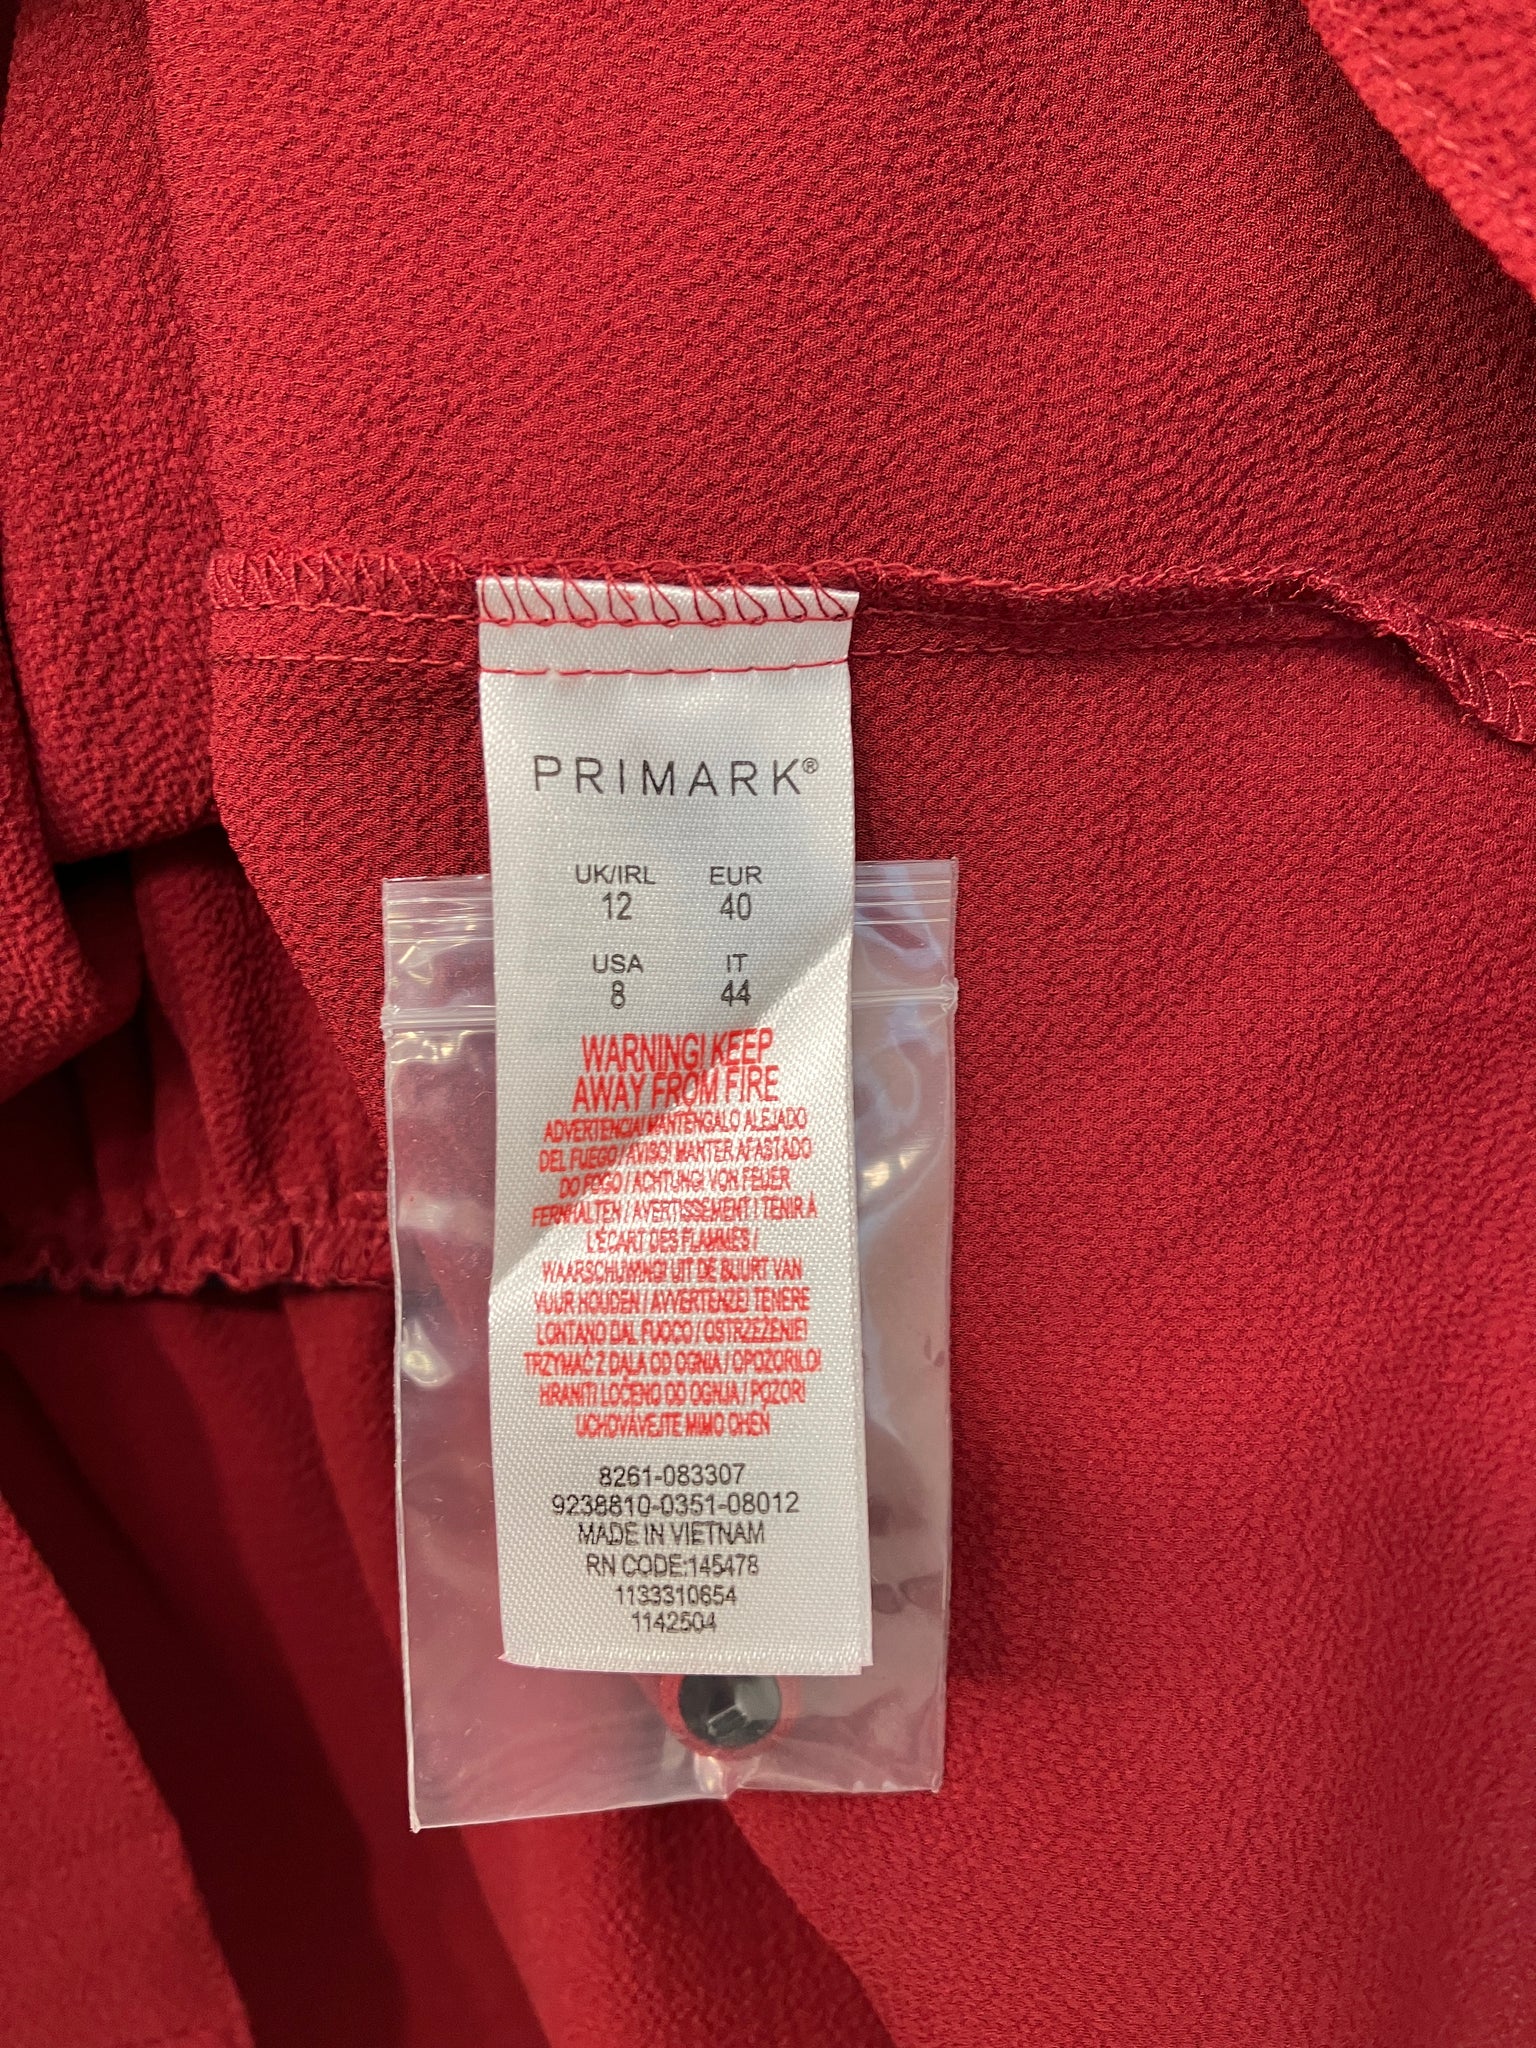 PRIMARK®
UK/IRL EUR
12 40
USA IT
8 44
WARNING! KEEP
AWAY FROM FIRE
ADVERTENCIA! MANTÉNGALO ALEJADO
DEL FUEGO / AVISO! MANTER AFASTADO
DO FOGO / ACHTUNG! VON FEUER
FERNHALTEN / AVERTISSEMENT ! TENIR À
L'ÉCART DES FLAMMES /
WAARSCHUWING! UIT DE BUURT VAN
VUUR HOUDEN / AVVERTENZE! TENERE
LONTANO DAL FUOCO / OSTRZEŻENIE!
TRZYMAĆ Z DALA OD OGNIA / OPOZORILO!
HRANITI LOČENO OD OGNJA / POZOR!
UCHOVÁVEJTE MIMO OHEŇ
8261-083307
9238810-0351-08012
MADE IN VIETNAM
RN CODE:145478
1133310654
1142504